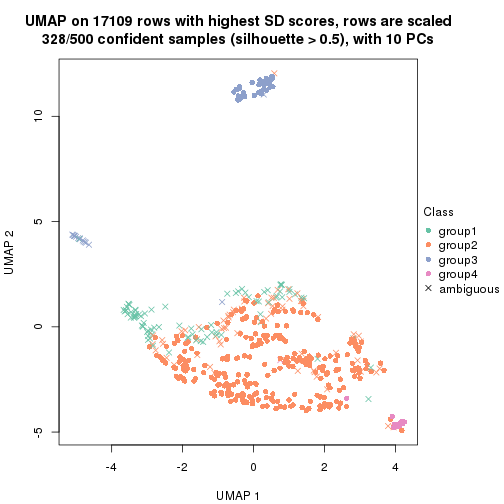 UMAP on 17109 rows with highest SD scores, rows are scaled
328/500 confident samples (silhouette > 0.5), with 10 PCs
10
5
0
-5
UMAP 2
-4
-2
0
2
4
UMAP 1
Class
group1
group2
group3
group4
ambiguous